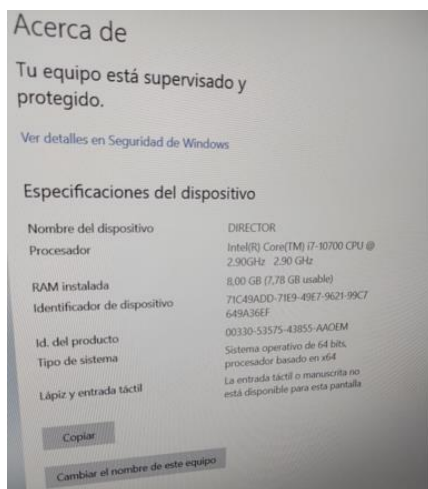 Acerca de
Tu equipo está supervisado y
protegido.
Ver detalles en Seguridad de Windows
Especificaciones del dispositivo
Nombre del dispositivo DIRECTOR
Procesador Intel(R) Core(TM) i7-10700 CPU @
2.90GHz 2.90 GHz
RAM instalada 8,00 GB (7,78 GB usable)
Identificador de dispositivo 71C49ADD-71E9-49E7-9621-99C7
649A36EF
Id. del producto 00330-53575-43855-AAOEM
Tipo de sistema Sistema operativo de 64 bits,
procesador basado en x64
Lápiz y entrada táctil La entrada táctil o manuscrita no
está disponible para esta pantalla
Copiar
Cambiar el nombre de este equipo